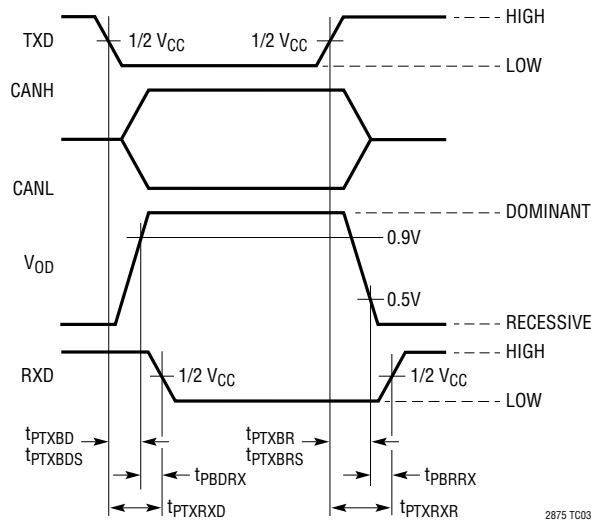 TXD
1/2 VCC
1/2 VCC
HIGH
LOW
CANH
CANL
DOMINANT
VOD
0.9V
0.5V
RECESSIVE
HIGH
RXD
1/2 VCC
1/2 VCC
LOW
tPTXBD
tPTXBDS
tPTXBR
tPTXBRS
tPBDRX
tPBRRX
tPTXRXD
tPTXRXR
2875 TC03